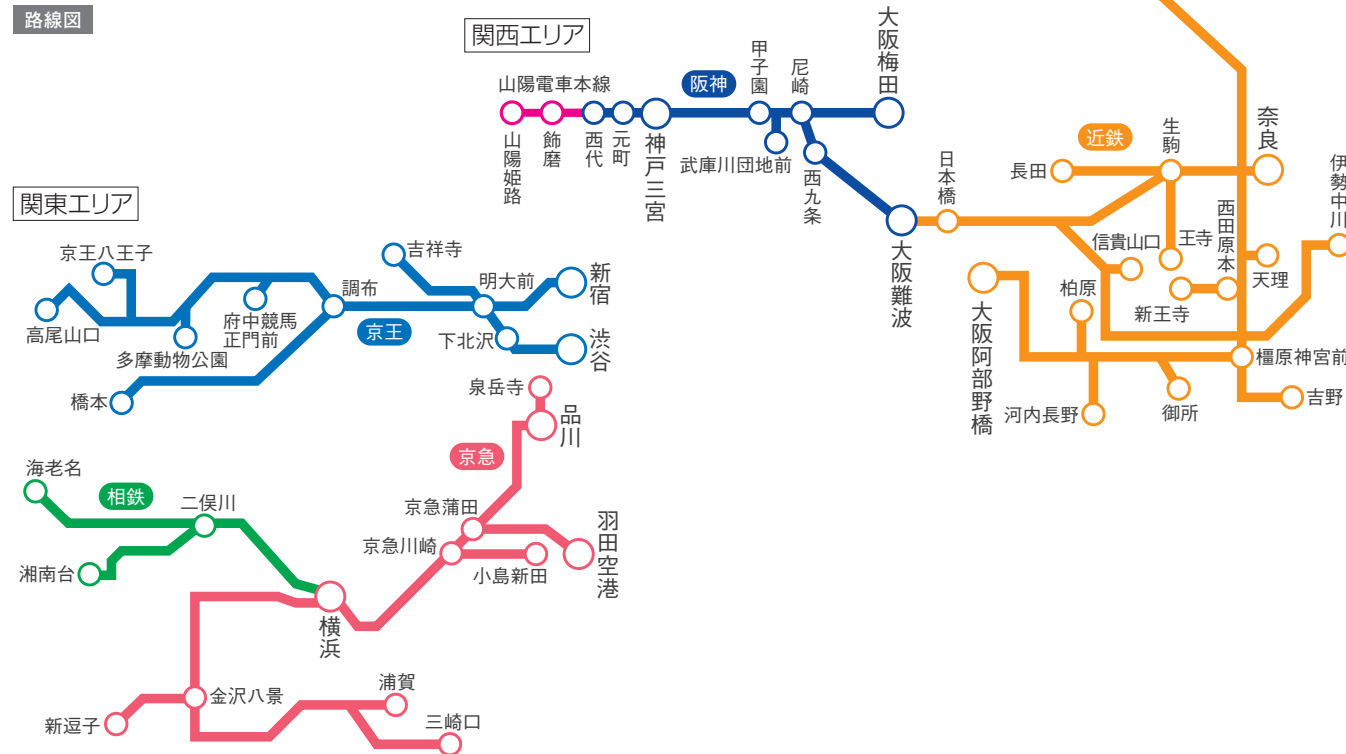 路線図
関西エリア
山陽電車本線
阪神
甲子園
尼崎
大阪梅田
山陽姫路
飾磨
西代
元町
神戸三宮
武庫川団地前
西九条
大阪難波
日本橋
近鉄
長田
生駒
奈良
伊勢中川
信貴山口
王寺
西田原本
天理
新王寺
大阪阿部野橋
柏原
橿原神宮前
河内長野
御所
吉野
関東エリア
京王八王子
吉祥寺
新宿
明大前
調布
高尾山口
府中競馬
正門前
多摩動物公園
京王
下北沢
渋谷
橋本
泉岳寺
品川
京急
海老名
相鉄
二俣川
京急蒲田
羽田空港
京急川崎
小島新田
湘南台
横浜
金沢八景
新逗子
浦賀
三崎口